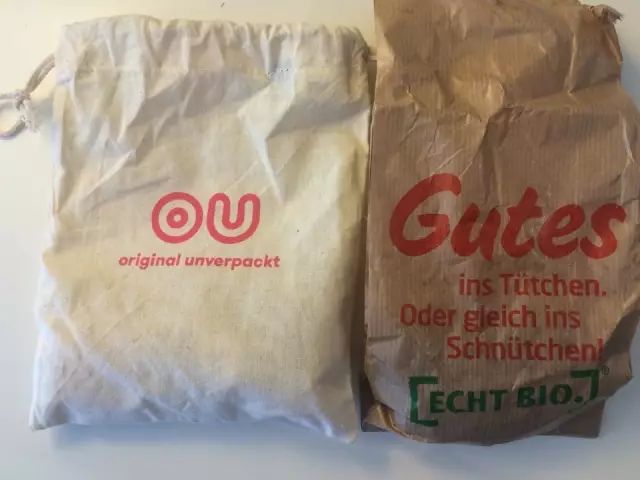 OU
original unverpackt
Gutes
ins Tütchen.
Oder gleich ins
Schnütchen!
[ECHT BIO.]®